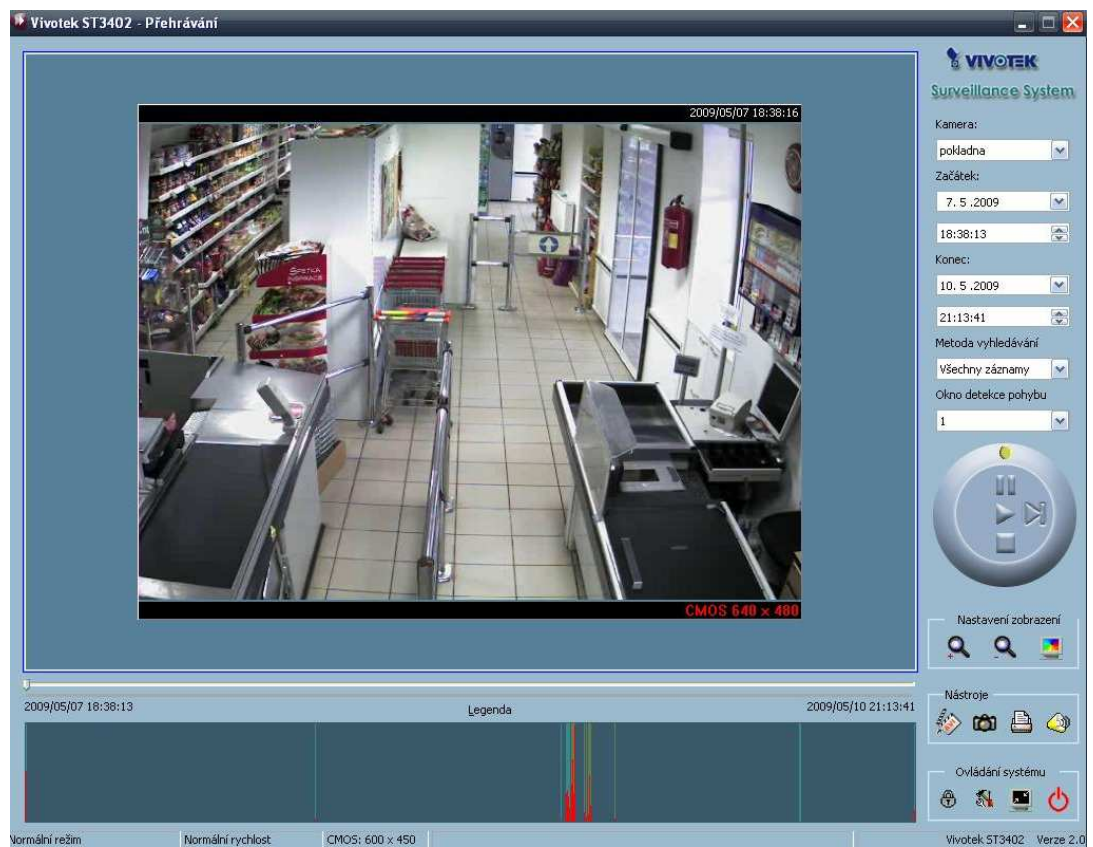 Vivotek ST3402 - Přehrávání
VIVOTEK
Surveillance System
2009/05/07 18:38:16
SPETKA
INSPIRACE
CMOS 640 x 480
Kamera:
pokladna
Začátek:
7. 5 .2009
18:38:13
Konec:
10. 5 .2009
21:13:41
Metoda vyhledávání
Všechny záznamy
Okno detekce pohybu
1
Nastavení zobrazení
Nástroje
Ovládání systému
2009/05/07 18:38:13
Legenda
2009/05/10 21:13:41
Normální režim
Normální rychlost
CMOS: 600 x 450
Vivotek ST3402
Verze 2.0